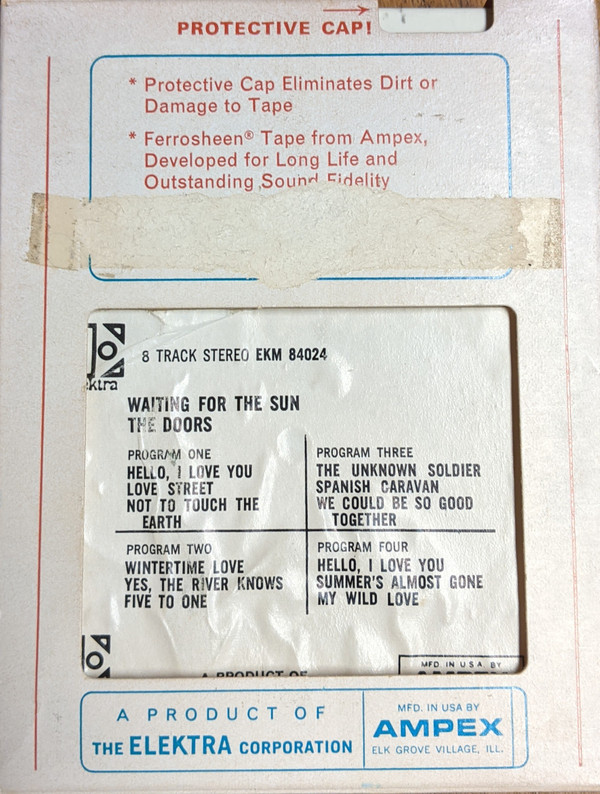 PROTECTIVE CAP!
* Protective Cap Eliminates Dirt or
Damage to Tape
* Ferrosheen® Tape from Ampex,
Developed for Long Life and
Outstanding Sound Fidelity
ktra
8 TRACK STEREO EKM 84024
WAITING FOR THE SUN
THE DOORS
PROGRAM ONE
HELLO, I LOVE YOU
LOVE STREET
NOT TO TOUCH THE
EARTH
PROGRAM THREE
THE UNKNOWN SOLDIER
SPANISH CARAVAN
WE COULD BE SO GOOD
TOGETHER
PROGRAM TWO
WINTERTIME LOVE
YES, THE RIVER KNOWS
FIVE TO ONE
PROGRAM FOUR
HELLO, I LOVE YOU
SUMMER'S ALMOST GONE
MY WILD LOVE
A PRODUCT OF
MFD. IN U.S.A. BY
A PRODUCT OF
THE ELEKTRA CORPORATION
MFD. IN USA BY
AMPEX
ELK GROVE VILLAGE, ILL.